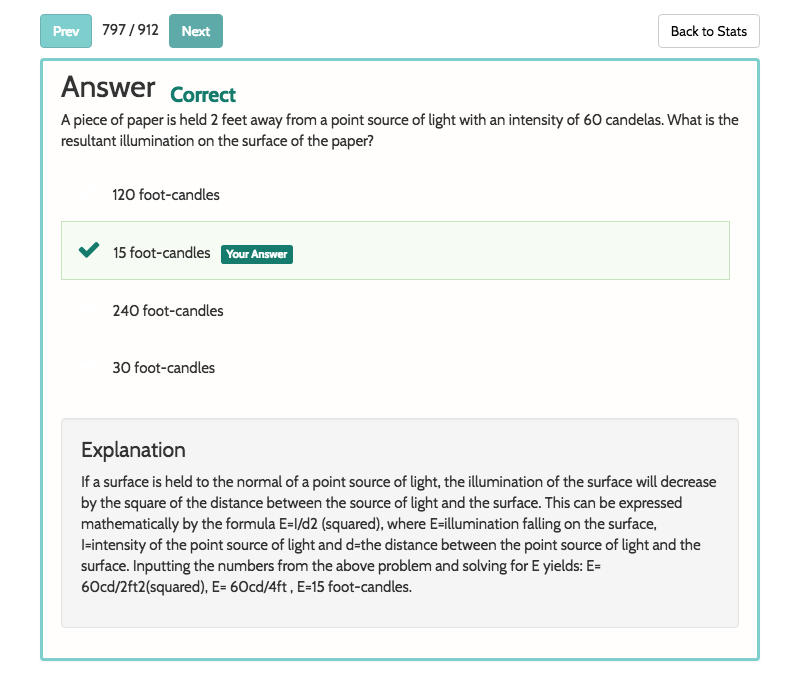 Prev 797 / 912 Next Back to Stats
Answer Correct
A piece of paper is held 2 feet away from a point source of light with an intensity of 60 candelas. What is the
resultant illumination on the surface of the paper?
120 foot-candles
15 foot-candles Your Answer
240 foot-candles
30 foot-candles
Explanation
If a surface is held to the normal of a point source of light, the illumination of the surface will decrease
by the square of the distance between the source of light and the surface. This can be expressed
mathematically by the formula E=I/d2 (squared), where E=illumination falling on the surface,
I=intensity of the point source of light and d=the distance between the point source of light and the
surface. Inputting the numbers from the above problem and solving for E yields: E=
60cd/2ft2(squared), E= 60cd/4ft , E=15 foot-candles.